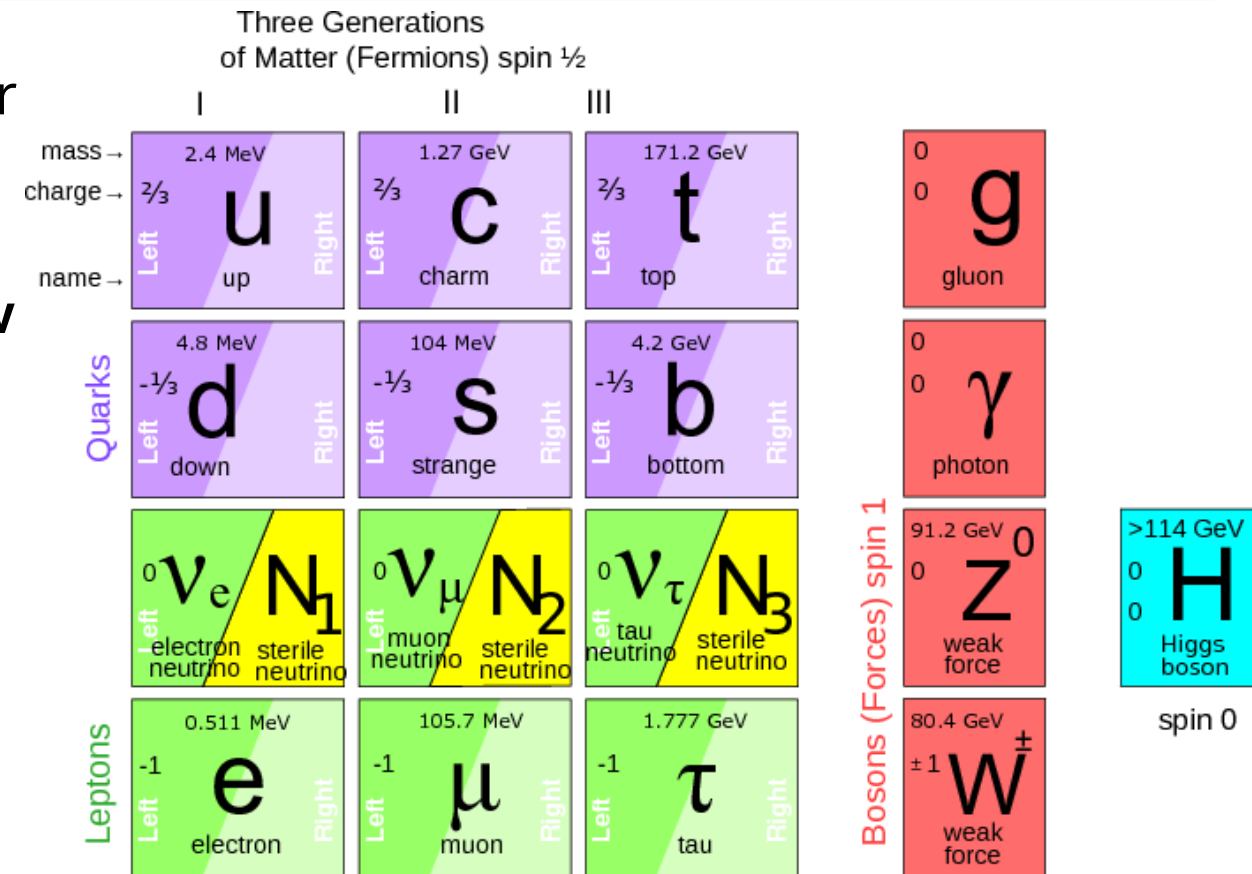 Three Generations
of Matter (Fermions) spin ½
r
I II III
mass→
charge→
name→
2.4 MeV
⅔
u
Left
Right
up
1.27 GeV
⅔
c
Left
Right
charm
171.2 GeV
⅔
t
Left
Right
top
0
0
g
gluon
v
Quarks
4.8 MeV
-⅓
d
Left
Right
down
104 MeV
-⅓
s
Left
Right
strange
4.2 GeV
-⅓
b
Left
Right
bottom
0
0
γ
photon
0
νe
Left
electron
neutrino
N1
sterile
neutrino
0
νμ
Left
muon
neutrino
N2
sterile
neutrino
0
ντ
Left
tau
neutrino
N3
sterile
neutrino
Bosons (Forces) spin 1
91.2 GeV
0
Z0
weak
force
>114 GeV
0
0
H
Higgs
boson
spin 0
Leptons
0.511 MeV
-1
e
Left
Right
electron
105.7 MeV
-1
μ
Left
Right
muon
1.777 GeV
-1
τ
Left
Right
tau
80.4 GeV
±1
W±
weak
force